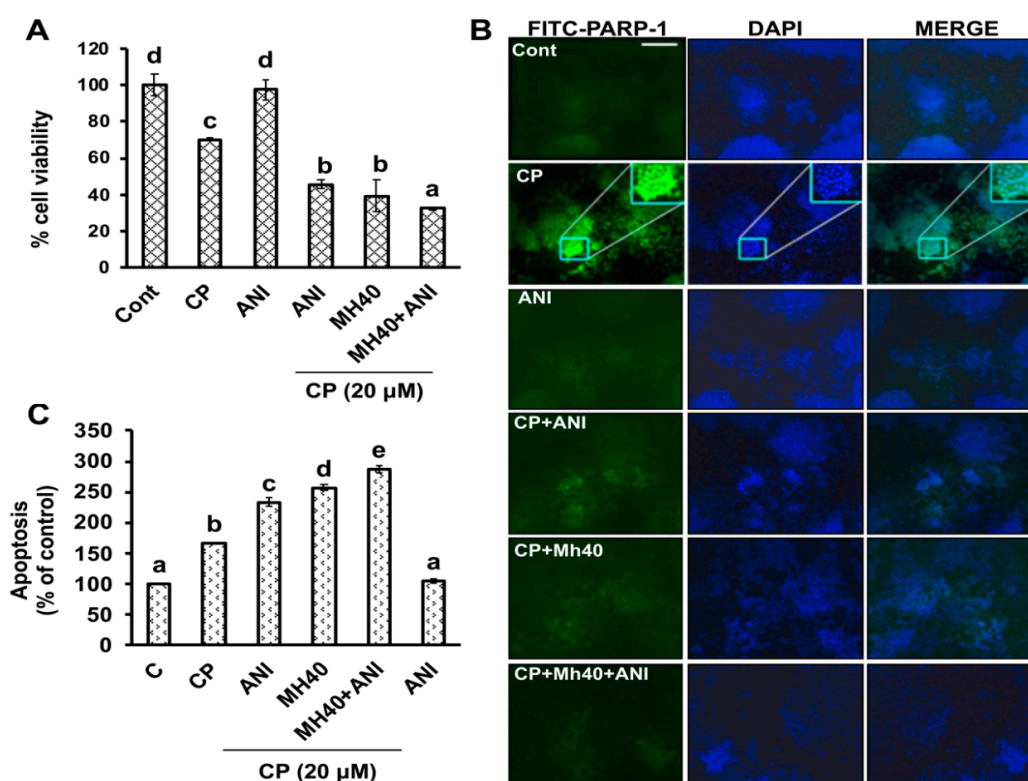 A
% cell viability
120
100
80
60
40
20
0
d
c
d
b
b
a
Cont
CP
ANI
ANI
MH40
MH40+ANI
CP (20 µM)
B
FITC-PARP-1 DAPI MERGE
Cont
CP
ANI
CP+ANI
CP+Mh40
CP+Mh40+ANI
C
Apoptosis
(% of control)
350
300
250
200
150
100
50
0
a
b
c
d
e
a
C
CP
ANI
MH40
MH40+ANI
ANI
CP (20 µM)